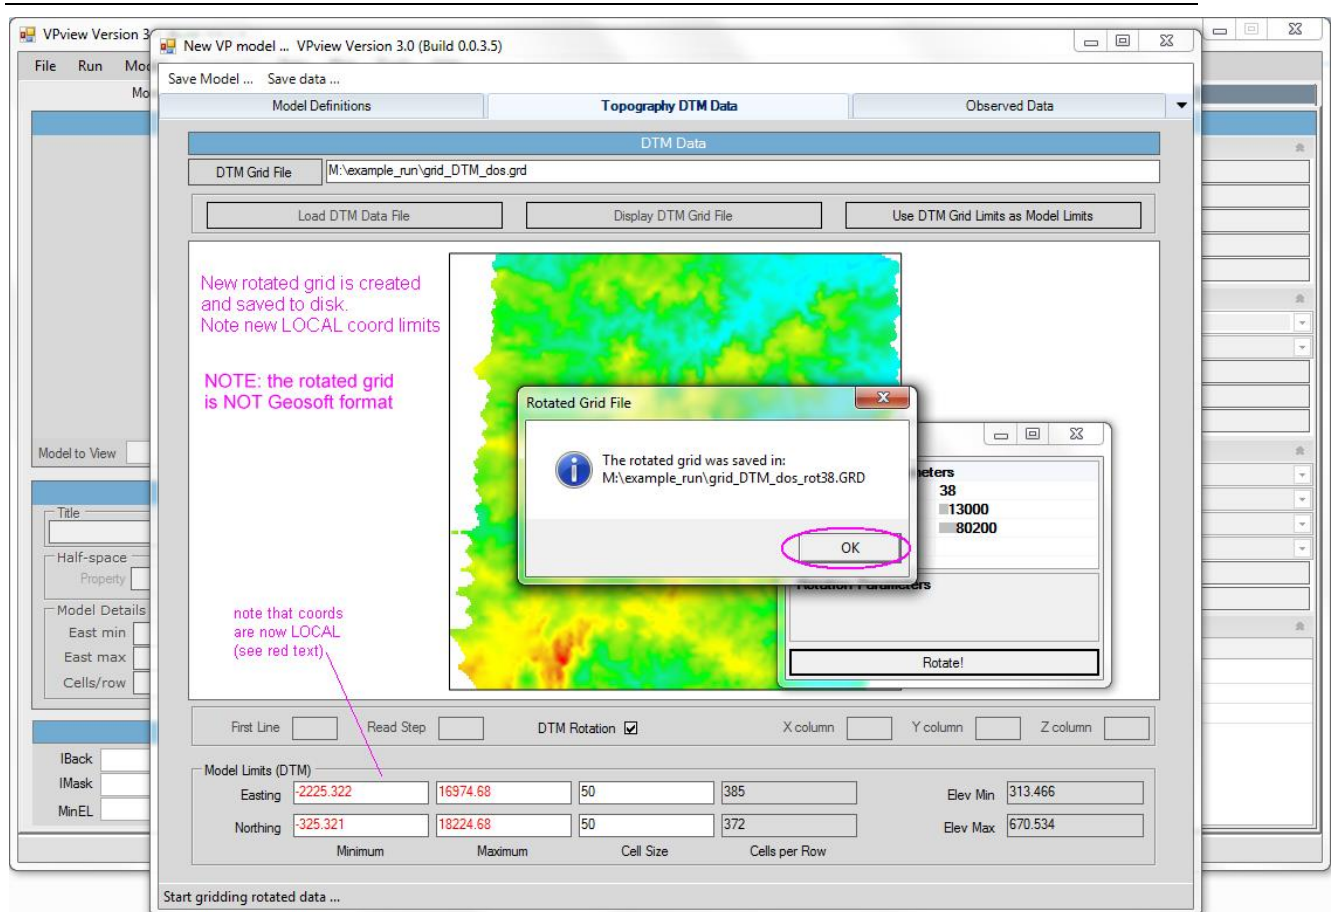 VPview Version 3
New VP model ... VPview Version 3.0 (Build 0.0.3.5)
File Run Mod
Save Model ... Save data ...
Mo
Model Definitions Topography DTM Data Observed Data
DTM Data
DTM Grid File M:\example_run\grid_DTM_dos.grd
Load DTM Data File Display DTM Grid File Use DTM Grid Limits as Model Limits
New rotated grid is created
and saved to disk.
Note new LOCAL coord limits
NOTE: the rotated grid
is NOT Geosoft format
Rotated Grid File
The rotated grid was saved in:
M:\example_run\grid_DTM_dos_rot38.GRD
OK
Model to View
eters
38
13000
80200
Title
Half-space
Property
Rotation Parameters
Model Details
East min
East max
Cells/row
note that coords
are now LOCAL
(see red text)
Rotate!
First Line Read Step DTM Rotation X column Y column Z column
IBack
IMask
MinEL
Model Limits (DTM)
Easting -2225.322 16974.68 50 385 Elev Min 313.466
Northing -325.321 18224.68 50 372 Elev Max 670.534
Minimum Maximum Cell Size Cells per Row
Start gridding rotated data ...